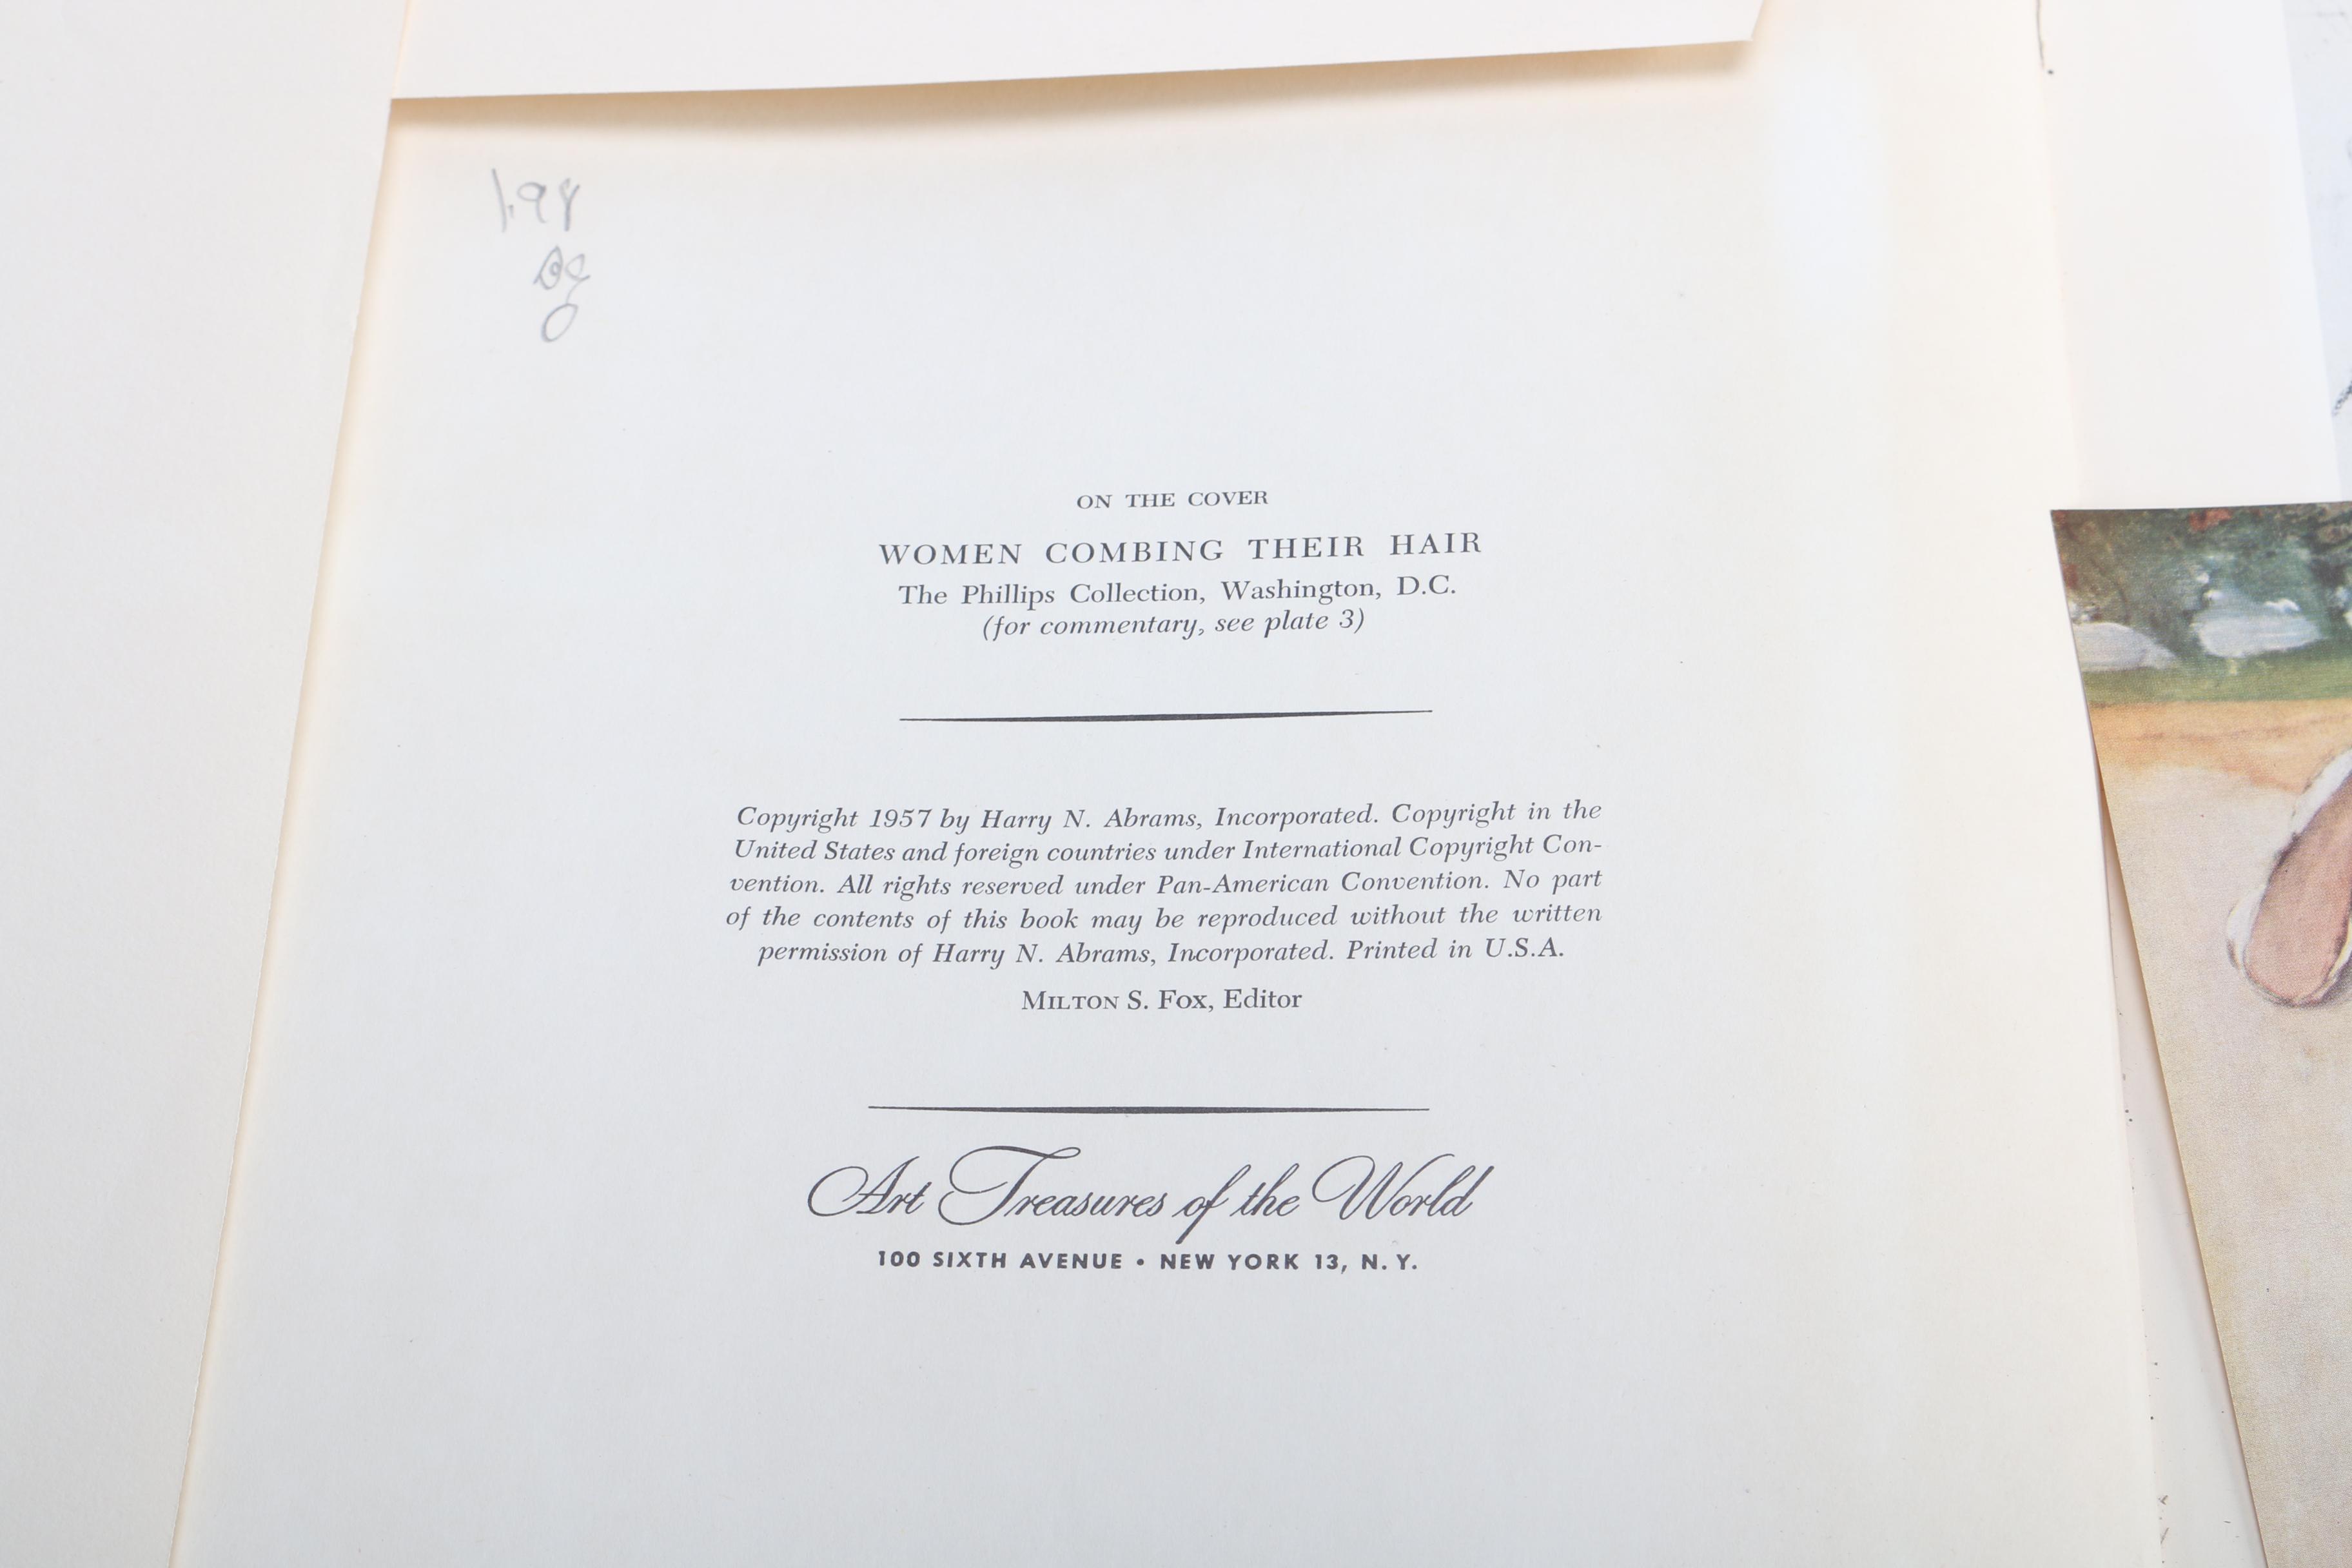 1.98
ON THE COVER
WOMEN COMBING THEIR HAIR
The Phillips Collection, Washington, D.C.
(for commentary, see plate 3)
Copyright 1957 by Harry N. Abrams, Incorporated. Copyright in the
United States and foreign countries under International Copyright Con-
vention. All rights reserved under Pan-American Convention. No part
of the contents of this book may be reproduced without the written
permission of Harry N. Abrams, Incorporated. Printed in U.S.A.
MILTON S. FOX, Editor
Art Treasures of the World
100 SIXTH AVENUE • NEW YORK 13, N. Y.